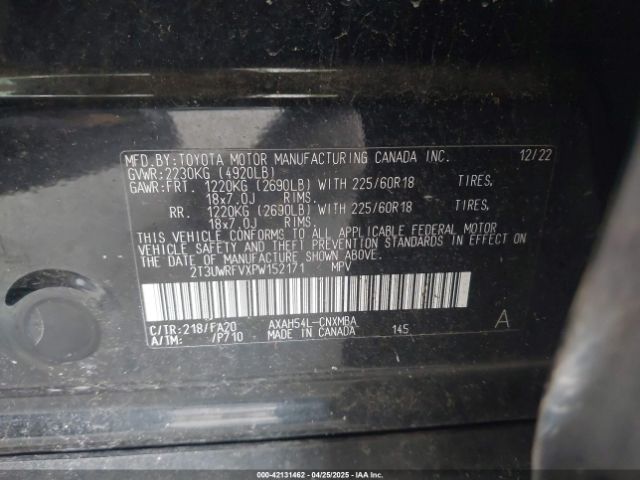 MFD. BY: TOYOTA MOTOR MANUFACTURING CANADA INC. 12/22
GVWR: 2230KG (4920LB)
GAWR: FRT. 1220KG (2690LB) WITH 225/60R18 TIRES,
18x7.0J RIMS.
RR. 1220KG (2690LB) WITH 225/60R18 TIRES,
18x7.0J RIMS.
THIS VEHICLE CONFORMS TO ALL APPLICABLE FEDERAL MOTOR
VEHICLE SAFETY AND THEFT PREVENTION STANDARDS IN EFFECT ON
THE DATE OF MANUFACTURE SHOWN ABOVE.
2T3UWRFVXPW152171 MPV
C/TR: 218/FA20 AXAH54L-CNXMBA 145 A
A/TM: /P710 MADE IN CANADA
000-42131462 - 04/25/2025 - IAAI.COM